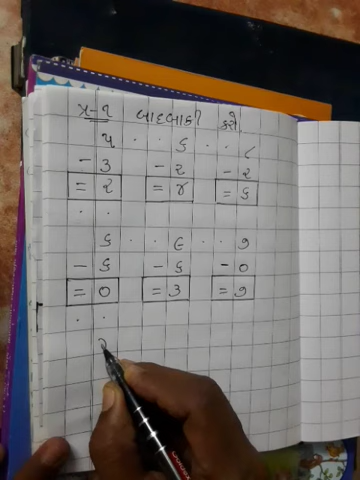 પ્ર-૨ બાદબાકી કરો.
૫ . . ૬ . . ૮
- ૩ - ૨ - ૨
= ૨ = ૪ = ૬
. .
૬ . . ૯ . . ૭
- ૬ - ૬ - ૦
= ૦ = ૩ = ૭
. .